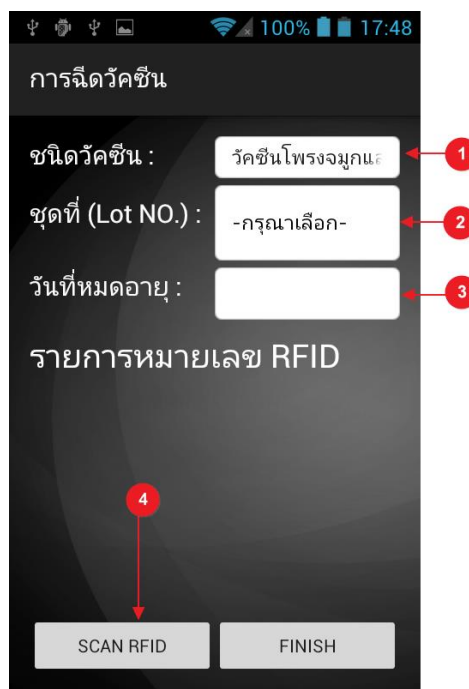 100% 17:48
การฉีดวัคซีน
ชนิดวัคซีน : วัคซีนโพรงจมูกแล 1
ชุดที่ (Lot NO.) : -กรุณาเลือก- 2
วันที่หมดอายุ : 3
รายการหมายเลข RFID
4
SCAN RFID FINISH